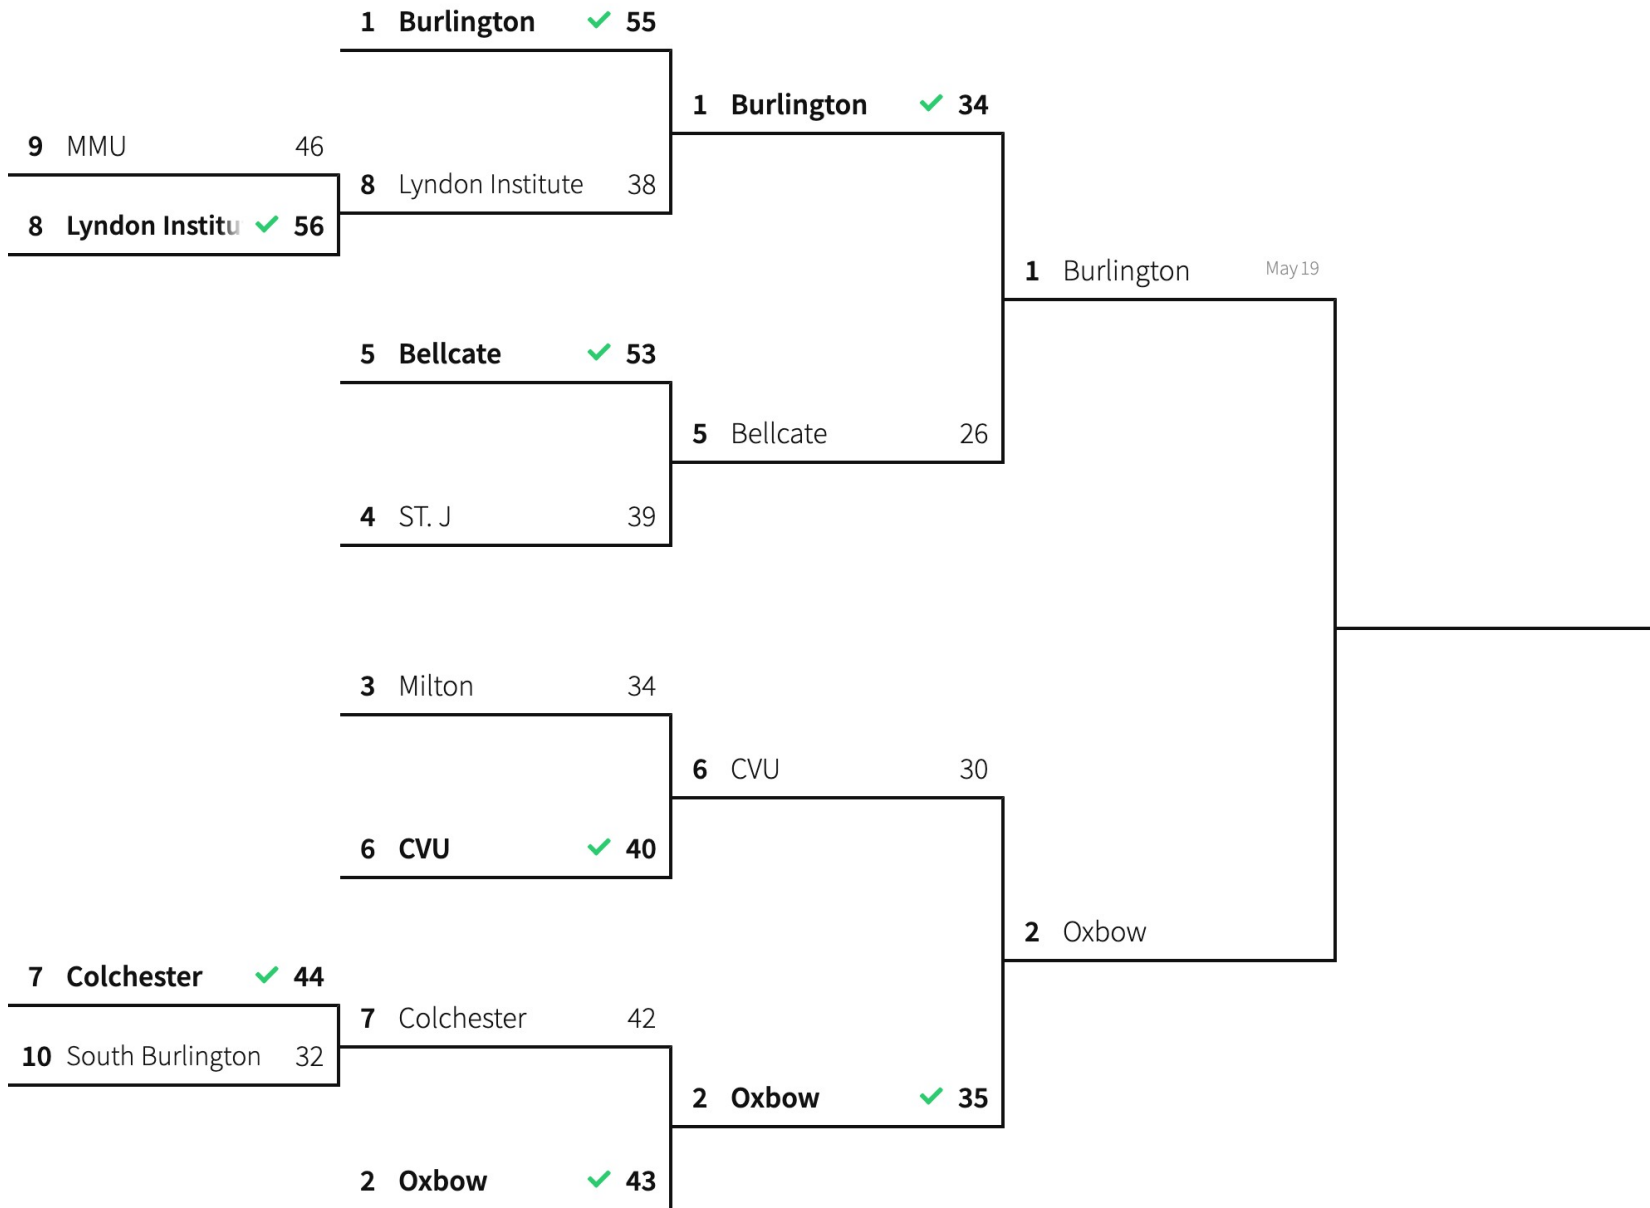 1 Burlington 55
1 Burlington 34
9 MMU 46
8 Lyndon Institute 38
8 Lyndon Institu 56
1 Burlington May 19
5 Bellcate 53
5 Bellcate 26
4 ST. J 39
3 Milton 34
6 CVU 30
6 CVU 40
2 Oxbow
7 Colchester 44
7 Colchester 42
10 South Burlington 32
2 Oxbow 35
2 Oxbow 43